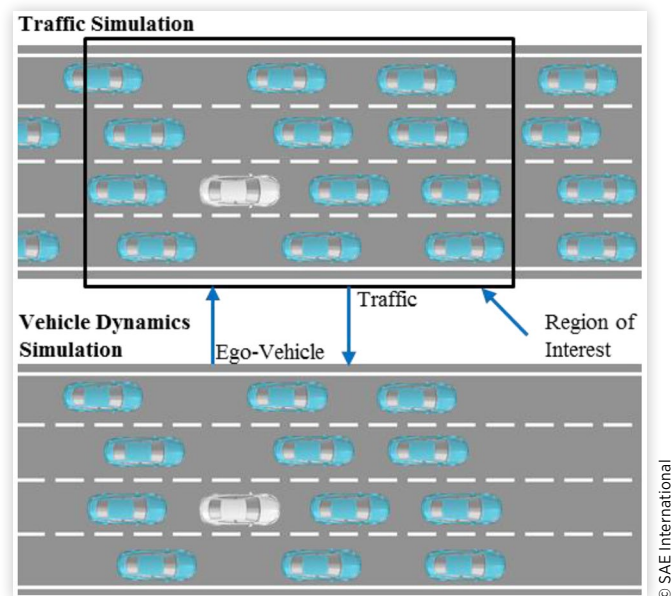 Traffic Simulation
Traffic
Vehicle Dynamics
Simulation
Ego-Vehicle
Region of
Interest
© SAE International